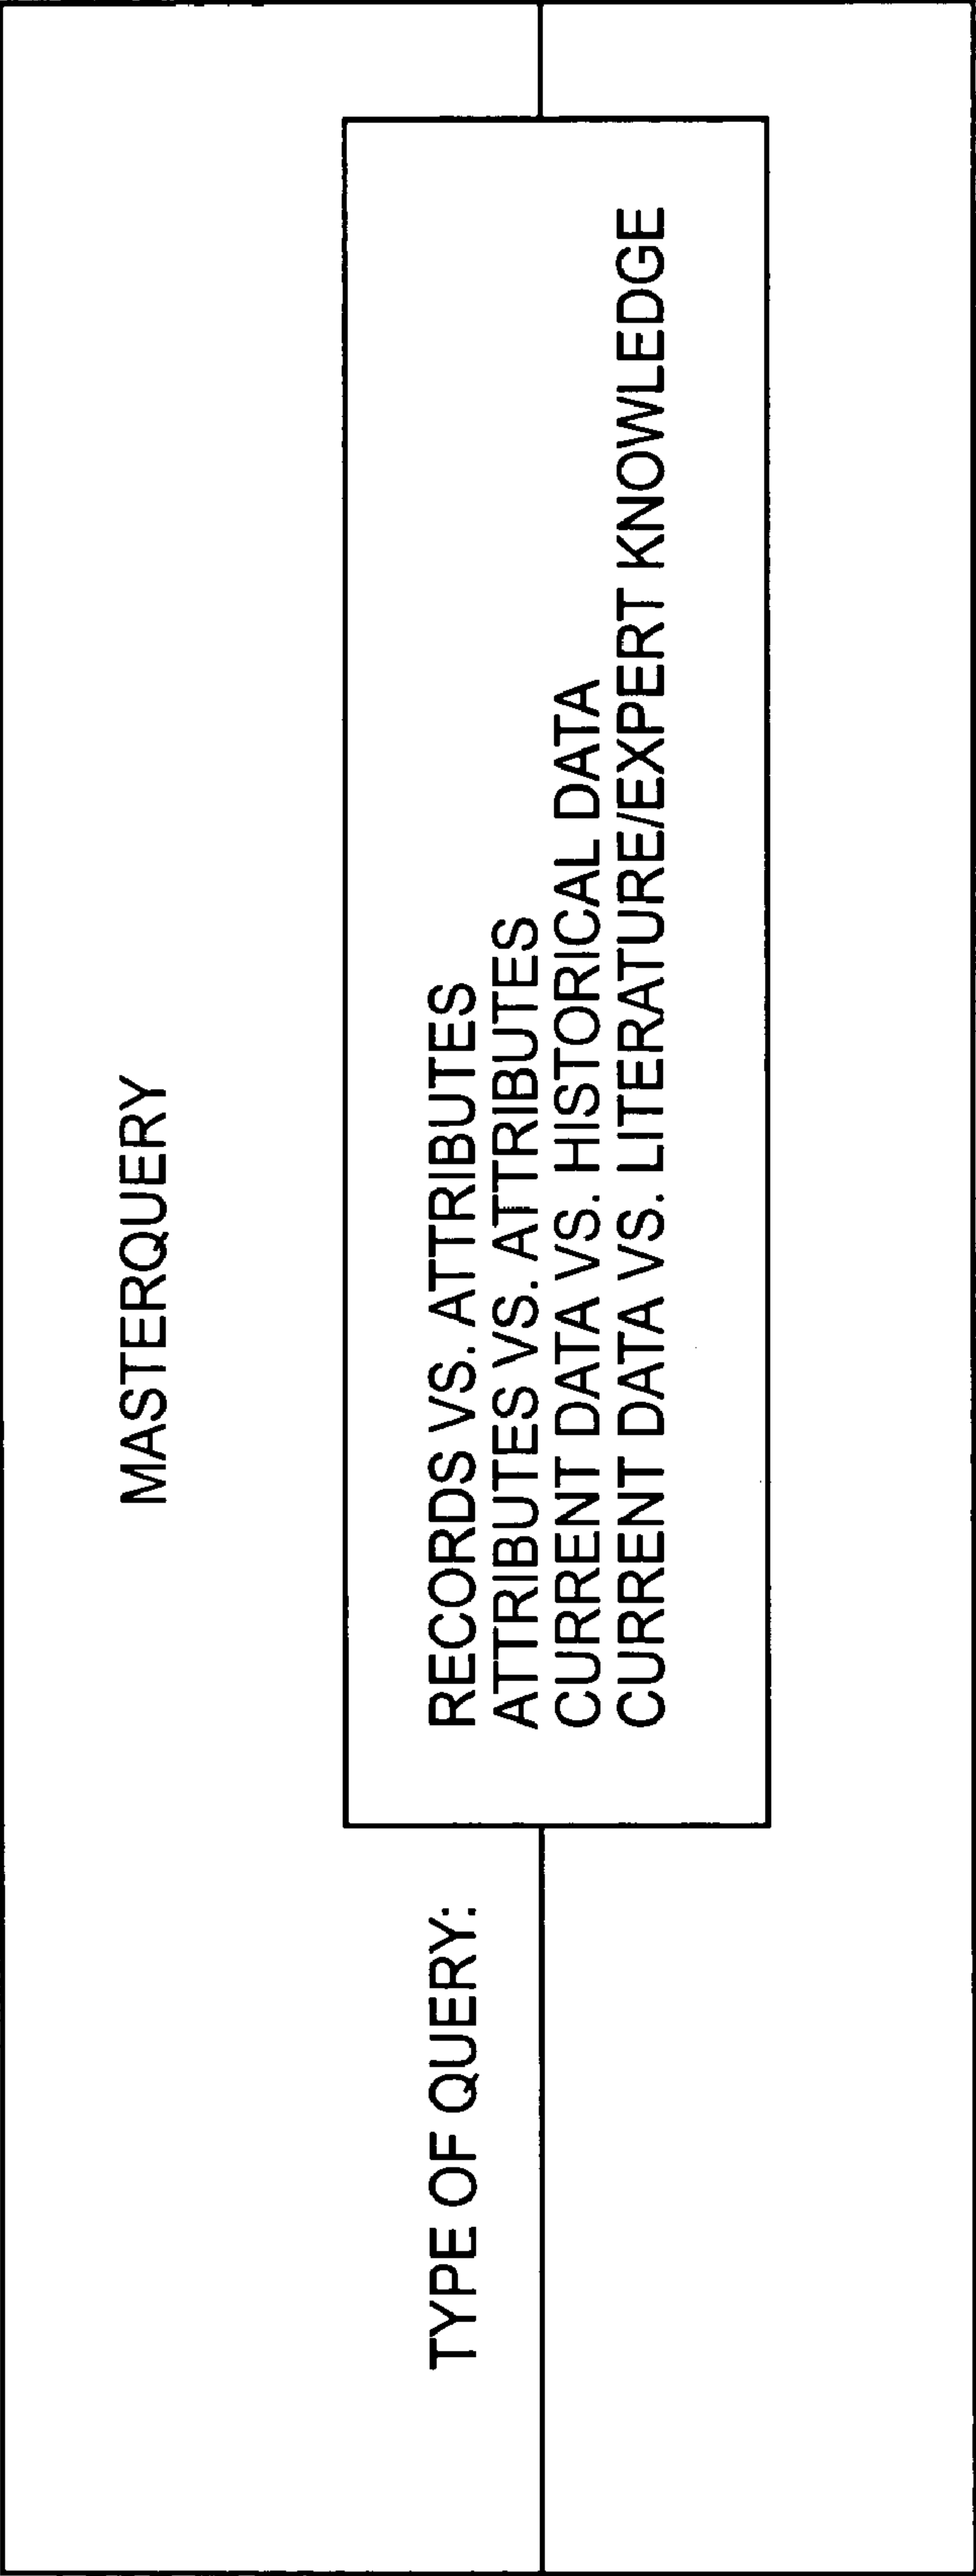 MASTERQUERY
TYPE OF QUERY:
RECORDS VS. ATTRIBUTES
ATTRIBUTES VS. ATTRIBUTES
CURRENT DATA VS. HISTORICAL DATA
CURRENT DATA VS. LITERATURE/EXPERT KNOWLEDGE